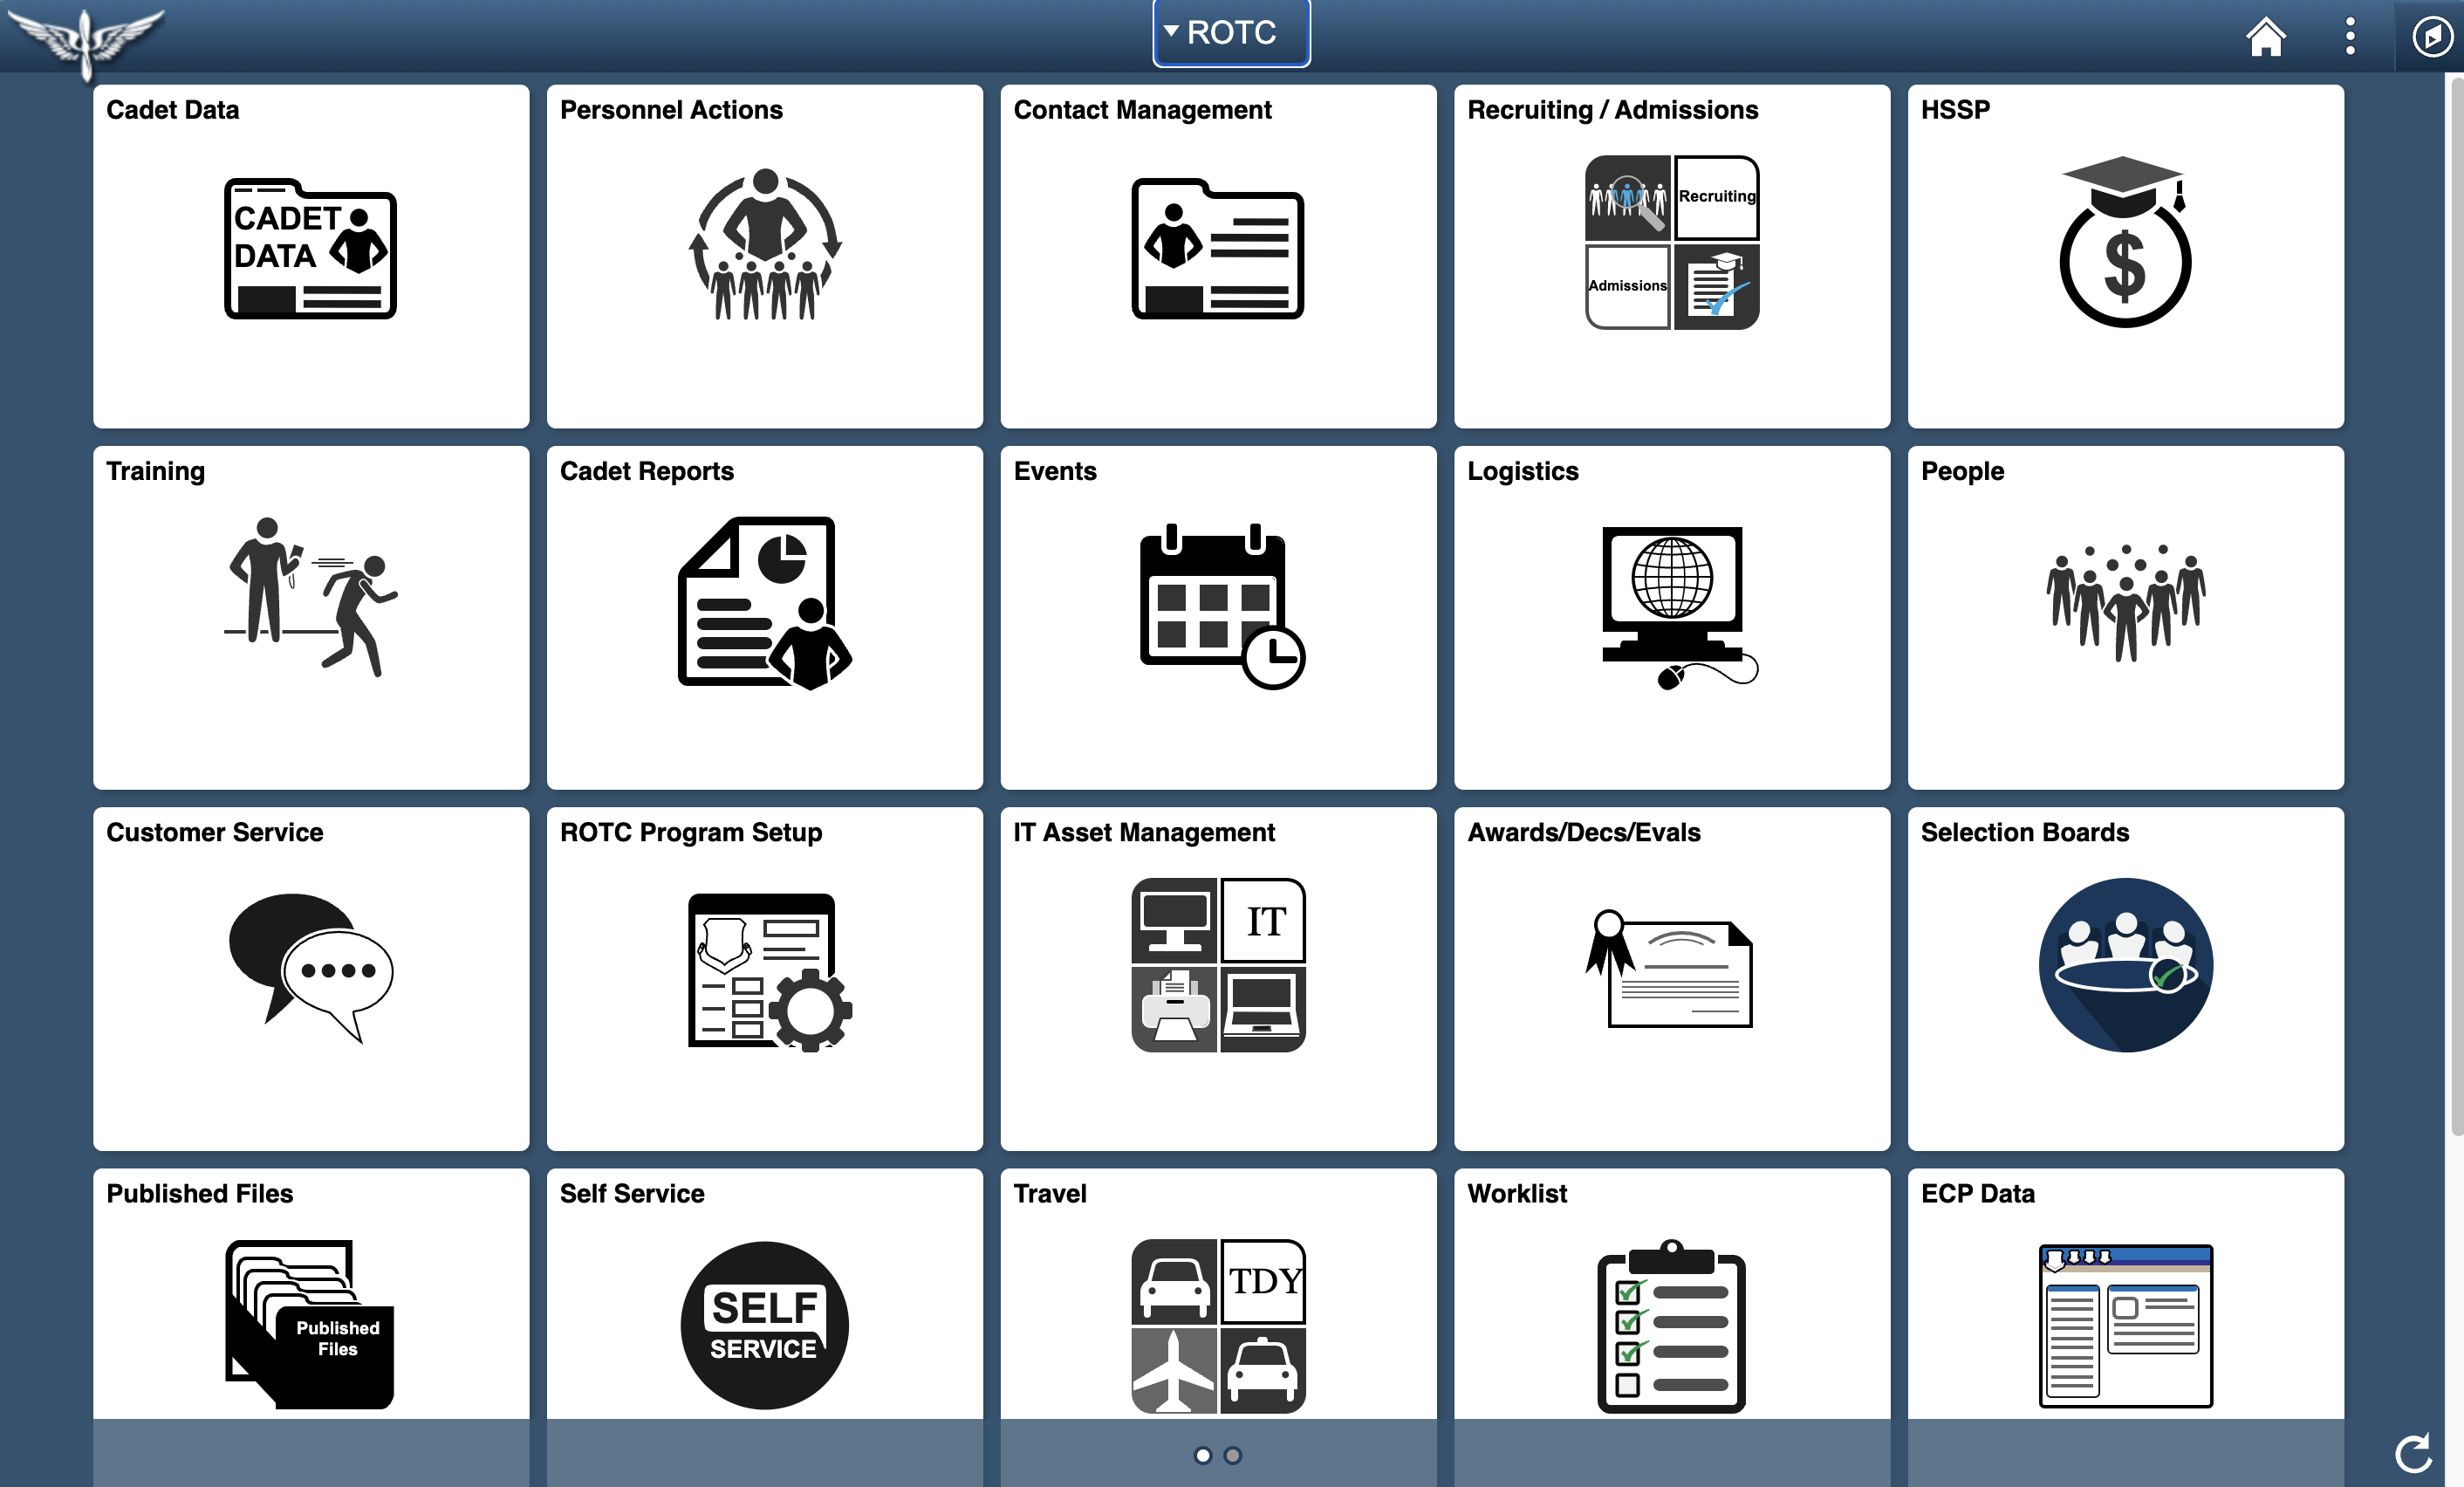 ROTC
Cadet Data
CADET
DATA
Personnel Actions
Contact Management
Recruiting / Admissions
Recruiting
Admissions
HSSP
$
Training
Cadet Reports
Events
Logistics
People
Customer Service
ROTC Program Setup
IT Asset Management
IT
Awards/Decs/Evals
Selection Boards
Published Files
Published
Files
Self Service
SELF
SERVICE
Travel
TDY
Worklist
ECP Data